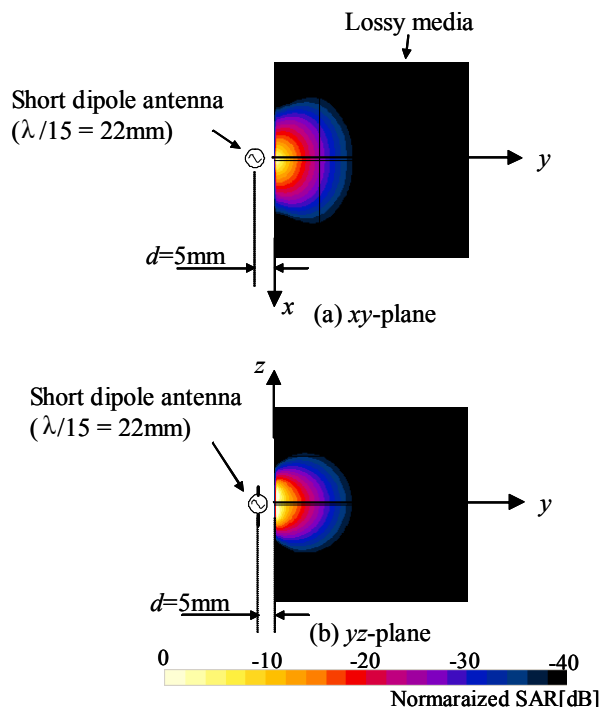 Lossy media
Short dipole antenna
(λ/15 = 22mm)
y
d=5mm
x
(a) xy-plane
z
Short dipole antenna
(λ/15 = 22mm)
y
d=5mm
(b) yz-plane
0 -10 -20 -30 -40
Normaraized SAR[dB]